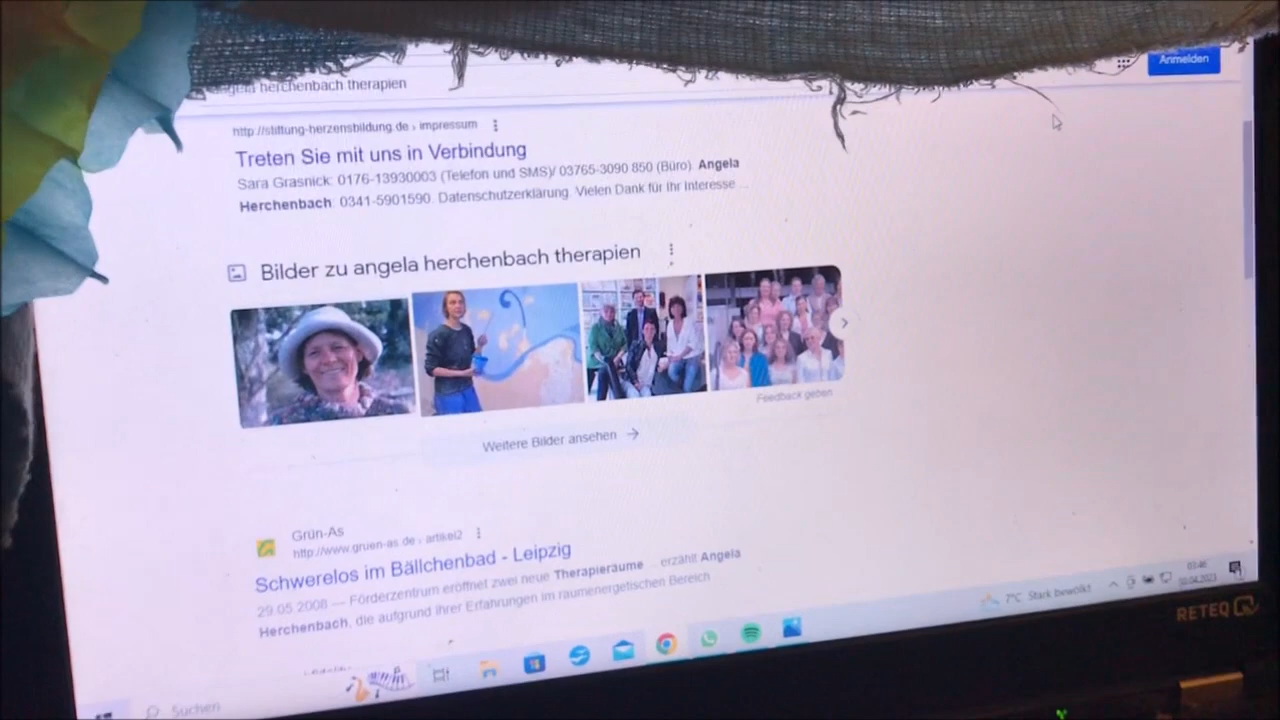 angela herchenbach therapien
Anmelden
http://stiftung-herzensbildung.de › impressum
Treten Sie mit uns in Verbindung
Sara Grasnick: 0176-13930003 (Telefon und SMS)/ 03765-3090 850 (Büro). Angela
Herchenbach: 0341-5901590. Datenschutzerklärung. Vielen Dank für Ihr Interesse ...
Bilder zu angela herchenbach therapien
Feedback geben
Weitere Bilder ansehen
Grün-As
http://www.gruen-as.de › artikel2
Schwerelos im Bällchenbad - Leipzig
29.05.2008 — Förderzentrum eröffnet zwei neue Therapieräume ... erzählt Angela
Herchenbach, die aufgrund ihrer Erfahrungen im raumenergetischen Bereich
7°C Stark bewölkt
03:46
Suchen
RETEQ